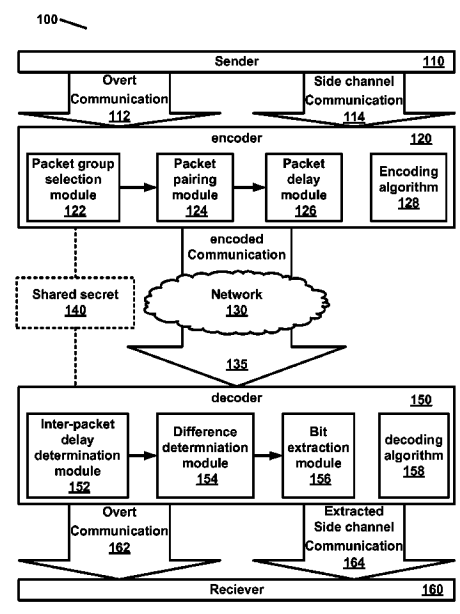 100
Sender 110
Overt
Communication
112
Side channel
Communication
114
encoder 120
Packet group
selection
module
122
Packet
pairing
module
124
Packet
delay
module
126
Encoding
algorithm
128
encoded
Communication
Shared secret
140
Network
130
135
decoder 150
Inter-packet
delay
determination
module
152
Difference
determniation
module
154
Bit
extraction
module
156
decoding
algorithm
158
Overt
Communication
162
Extracted
Side channel
Communication
164
Reciever 160